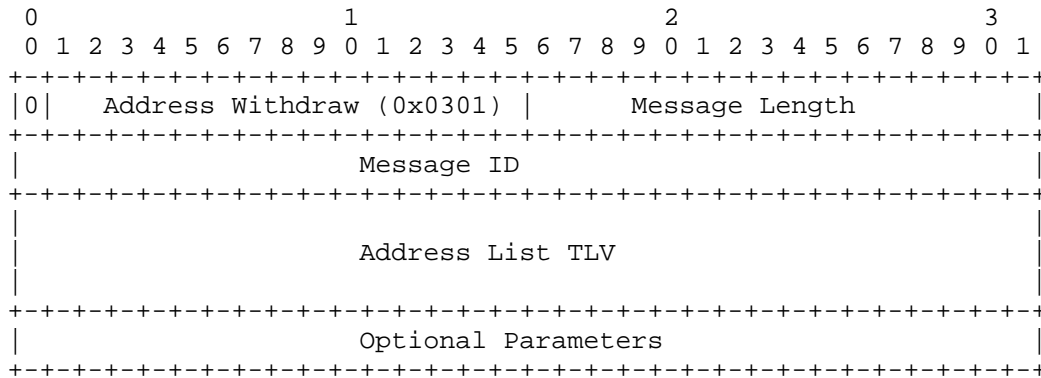 0                   1                   2                   3
0 1 2 3 4 5 6 7 8 9 0 1 2 3 4 5 6 7 8 9 0 1 2 3 4 5 6 7 8 9 0 1
+-+-+-+-+-+-+-+-+-+-+-+-+-+-+-+-+-+-+-+-+-+-+-+-+-+-+-+-+-+-+-+-+
|0|   Address Withdraw (0x0301) |      Message Length           |
+-+-+-+-+-+-+-+-+-+-+-+-+-+-+-+-+-+-+-+-+-+-+-+-+-+-+-+-+-+-+-+-+
|                     Message ID                                |
+-+-+-+-+-+-+-+-+-+-+-+-+-+-+-+-+-+-+-+-+-+-+-+-+-+-+-+-+-+-+-+-+
|                                                               |
|                     Address List TLV                          |
|                                                               |
+-+-+-+-+-+-+-+-+-+-+-+-+-+-+-+-+-+-+-+-+-+-+-+-+-+-+-+-+-+-+-+-+
|                     Optional Parameters                       |
+-+-+-+-+-+-+-+-+-+-+-+-+-+-+-+-+-+-+-+-+-+-+-+-+-+-+-+-+-+-+-+-+